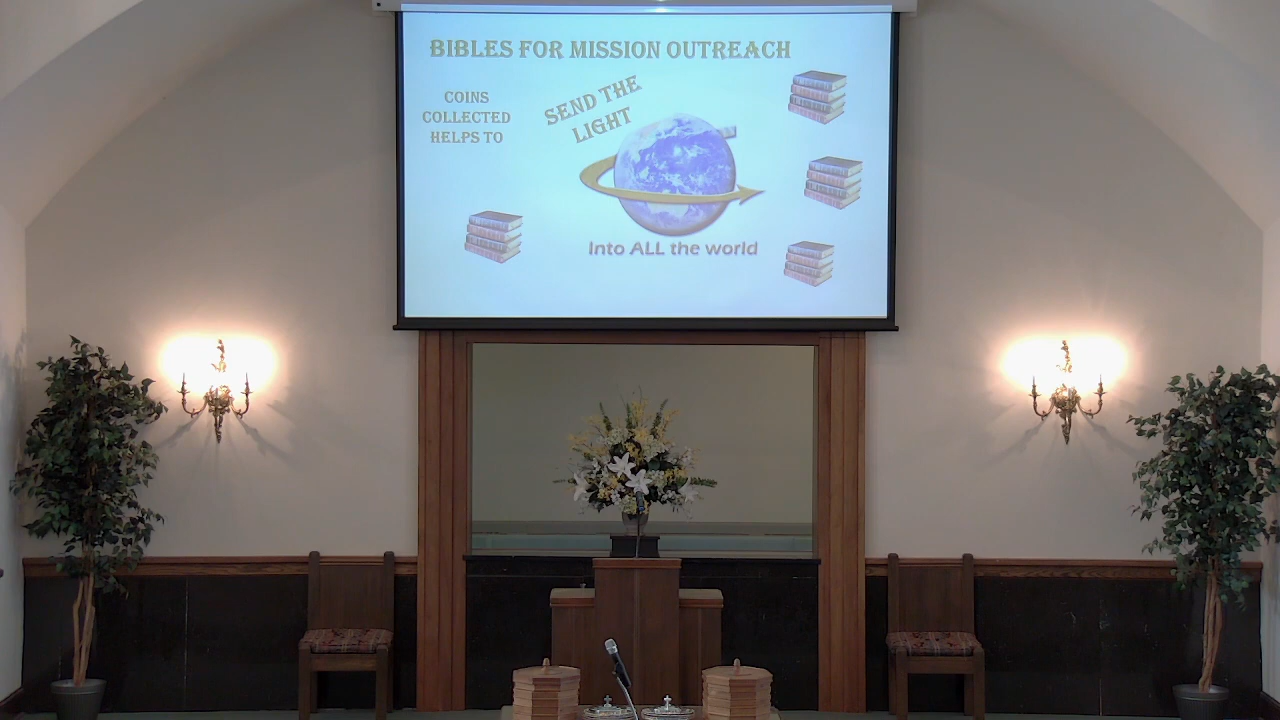 BIBLES FOR MISSION OUTREACH
COINS
COLLECTED
HELPS TO
SEND THE
LIGHT
Into ALL the world